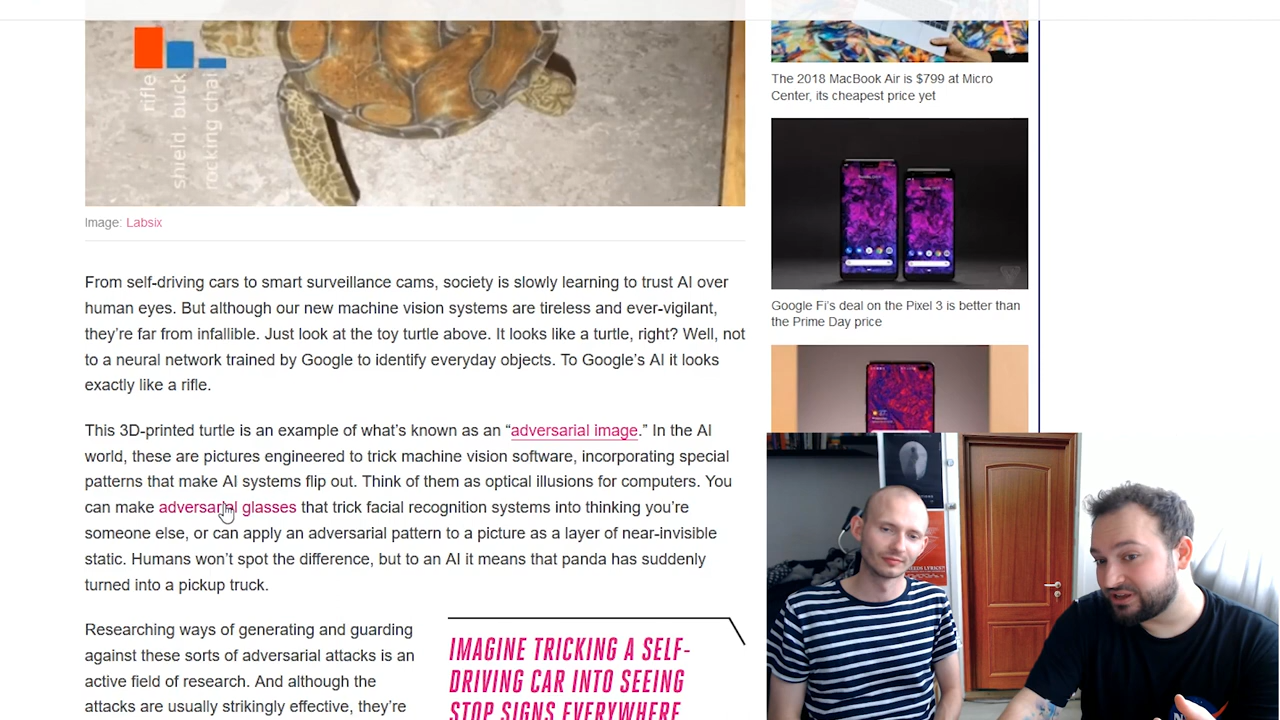 rifle
shield buck
rocking chai
Image: Labsix
From self-driving cars to smart surveillance cams, society is slowly learning to trust AI over
human eyes. But although our new machine vision systems are tireless and ever-vigilant,
they're far from infallible. Just look at the toy turtle above. It looks like a turtle, right? Well, not
to a neural network trained by Google to identify everyday objects. To Google's AI it looks
exactly like a rifle.
This 3D-printed turtle is an example of what's known as an “adversarial image.” In the AI
world, these are pictures engineered to trick machine vision software, incorporating special
patterns that make AI systems flip out. Think of them as optical illusions for computers. You
can make adversarial glasses that trick facial recognition systems into thinking you're
someone else, or can apply an adversarial pattern to a picture as a layer of near-invisible
static. Humans won't spot the difference, but to an AI it means that panda has suddenly
turned into a pickup truck.
Researching ways of generating and guarding
against these sorts of adversarial attacks is an
active field of research. And although the
attacks are usually strikingly effective, they're
IMAGINE TRICKING A SELF-
DRIVING CAR INTO SEEING
STOP SIGNS EVERYWHERE
The 2018 MacBook Air is $799 at Micro
Center, its cheapest price yet
Google Fi's deal on the Pixel 3 is better than
the Prime Day price